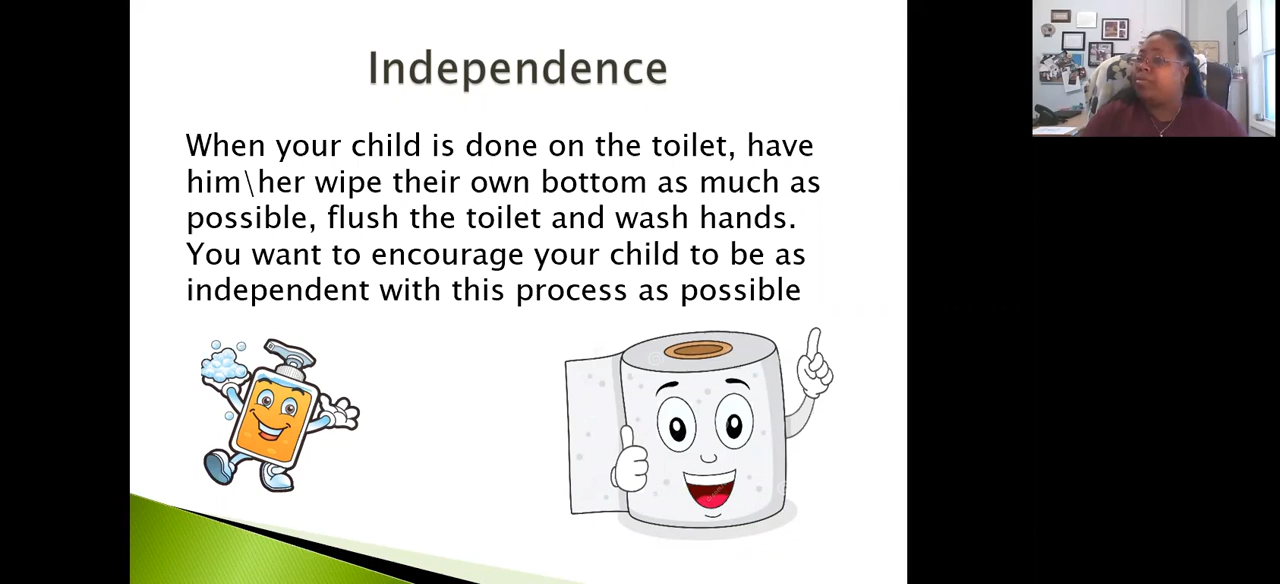 Independence
When your child is done on the toilet, have
him\her wipe their own bottom as much as
possible, flush the toilet and wash hands.
You want to encourage your child to be as
independent with this process as possible